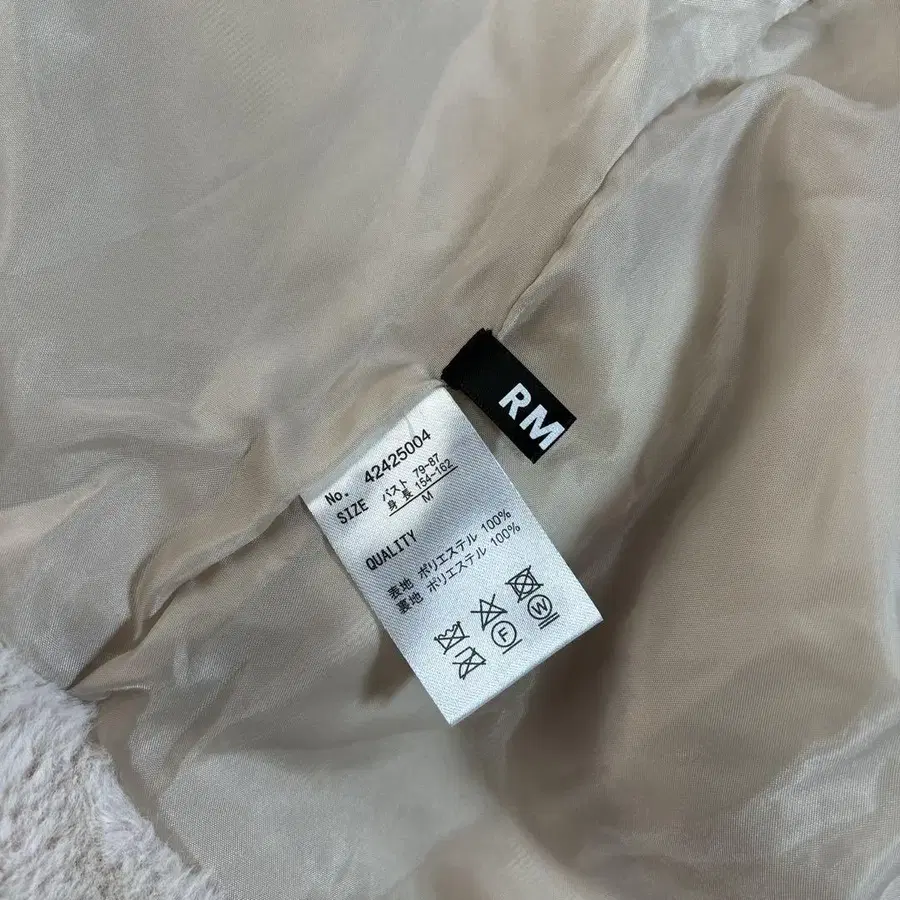 RM
No. 42425004
SIZE バスト 79-87
身長 154-162
M
QUALITY
表地 ポリエステル 100%
裏地 ポリエステル 100%
F
W